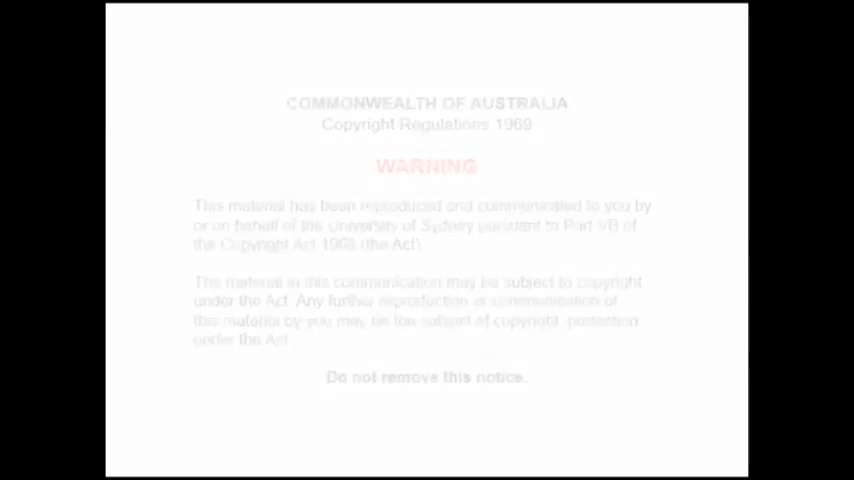 COMMONWEALTH OF AUSTRALIA
Copyright Regulations 1969
WARNING
This material has been reproduced and communicated to you by
or on behalf of the University of Sydney pursuant to Part VB of
the Copyright Act 1968 (the Act)
The material in this communication may be subject to copyright
under the Act. Any further reproduction or communication of
this material by you may be the subject of copyright protection
under the Act
Do not remove this notice.